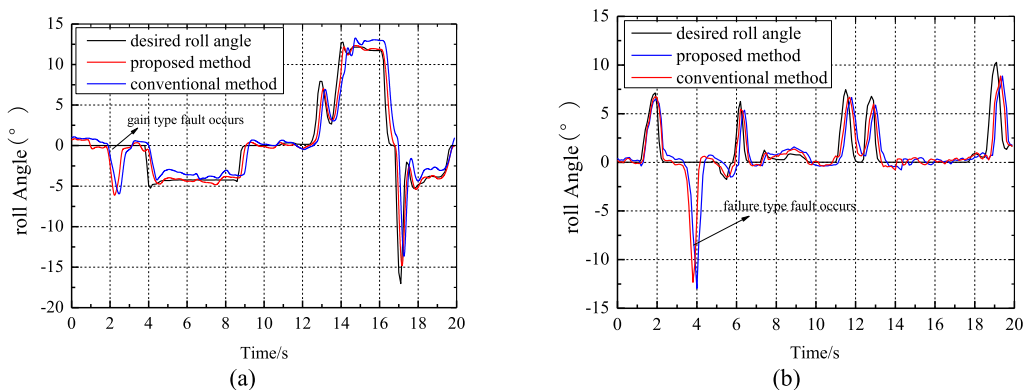 15
10
5
0
-5
-10
-15
-20
roll Angle(°)
desired roll angle
proposed method
conventional method
gain type fault occurs
0 2 4 6 8 10 12 14 16 18 20
Time/s
(a)
15
10
5
0
-5
-10
-15
roll Angle(°)
desired roll angle
proposed method
conventional method
failure type fault occurs
0 2 4 6 8 10 12 14 16 18 20
Time/s
(b)